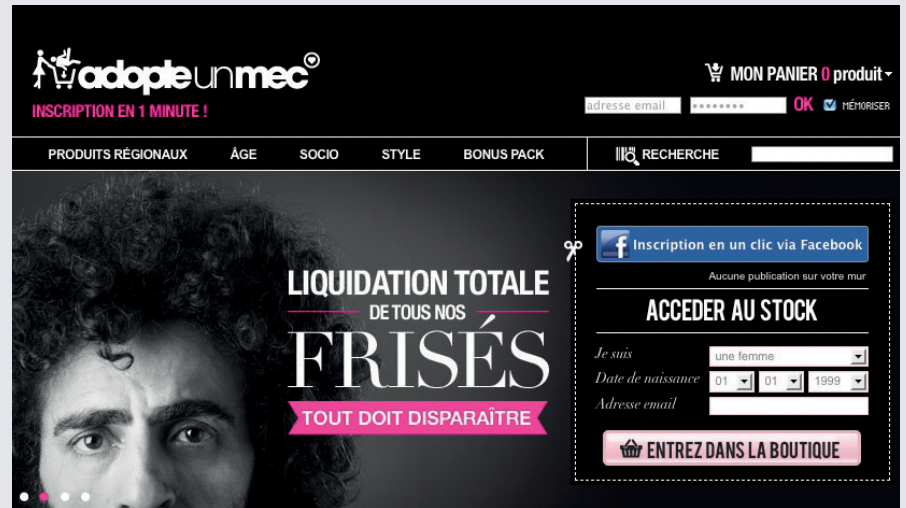 adopteunmec
INSCRIPTION EN 1 MINUTE !
MON PANIER 0 produit
adresse email
OK
MÉMORISER
PRODUITS RÉGIONAUX
ÂGE
SOCIO
STYLE
BONUS PACK
RECHERCHE
LIQUIDATION TOTALE
DE TOUS NOS
FRISÉS
TOUT DOIT DISPARAÎTRE
f Inscription en un clic via Facebook
Aucune publication sur votre mur
ACCEDER AU STOCK
Je suis une femme
Date de naissance 01 01 1999
Adresse email
ENTREZ DANS LA BOUTIQUE